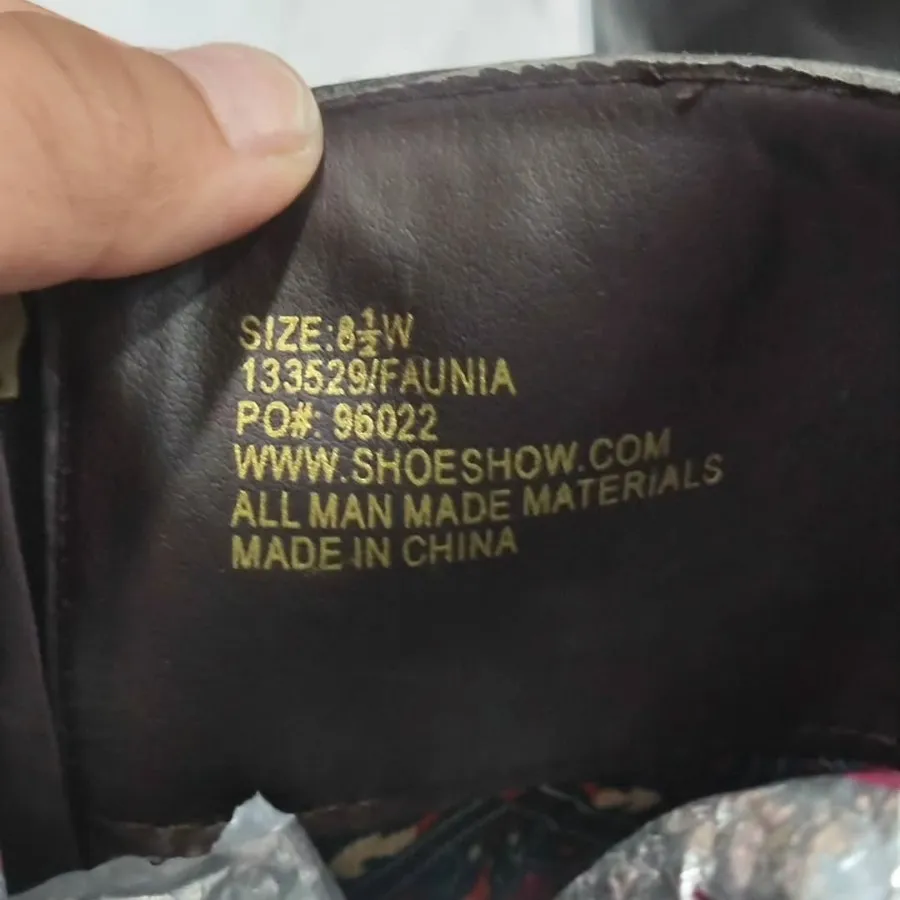 SIZE:8½W
133529/FAUNIA
PO#: 96022
WWW.SHOESHOW.COM
ALL MAN MADE MATERIALS
MADE IN CHINA